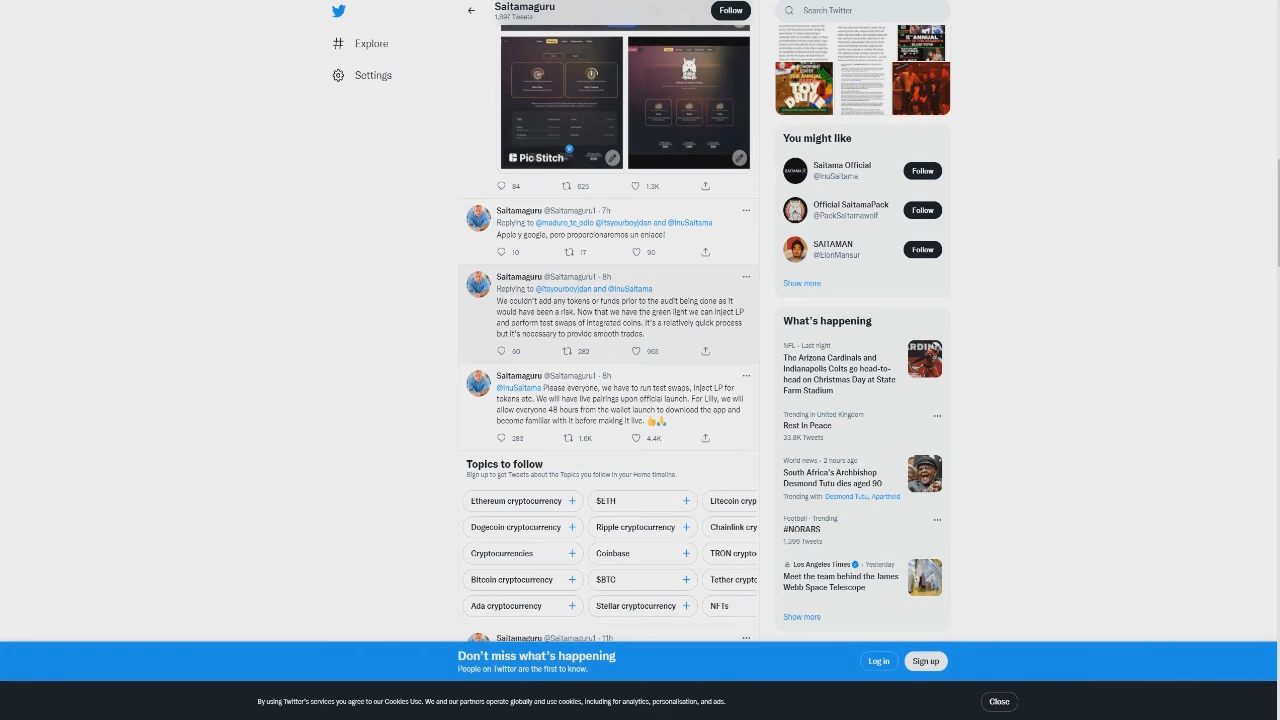 Explore
Settings
Saitamaguru
1,897 Tweets
Follow
Pic Stitch
84 625 1.3K
Saitamaguru @Saitamaguru1 · 7h
Replying to @maduro_te_odio @itsyourboyjdan and @InuSaitama
Apple y google, pero proporcionaremos un enlace!
10 17 90
Saitamaguru @Saitamaguru1 · 8h
Replying to @itsyourboyjdan and @InuSaitama
We couldn't add any tokens or funds prior to the audit being done as it
would have been a risk. Now that we have the green light we can inject LP
and perform test swaps of integrated coins. It's a relatively quick process
but it's necessary to provide smooth trades.
60 282 963
Saitamaguru @Saitamaguru1 · 8h
@InuSaitama Please everyone, we have to run test swaps, inject LP for
tokens etc. We will have live pairings upon official launch. For Lilly, we will
allow everyone 48 hours from the wallet launch to download the app and
become familiar with it before making it live. 👍🙏
283 1.6K 4.4K
Topics to follow
Sign up to get Tweets about the Topics you follow in your Home timeline.
Ethereum cryptocurrency + $ETH + Litecoin cryp
Dogecoin cryptocurrency + Ripple cryptocurrency + Chainlink cry
Cryptocurrencies + Coinbase + TRON crypto
Bitcoin cryptocurrency + $BTC + Tether crypto
Ada cryptocurrency + Stellar cryptocurrency + NFTs
Saitamaguru @Saitamaguru1 · 11h
Search Twitter
5TH ANNUAL
TOY
You might like
SAITAMA IT
Saitama Official
@InuSaitama
Follow
Official SaitamaPack
@PackSaitamawolf
Follow
SAITAMAN
@ElonMansur
Follow
Show more
What's happening
NFL · Last night
The Arizona Cardinals and
Indianapolis Colts go head-to-
head on Christmas Day at State
Farm Stadium
Trending in United Kingdom
Rest In Peace
33.8K Tweets
World news · 2 hours ago
South Africa's Archbishop
Desmond Tutu dies aged 90
Trending with Desmond Tutu, Apartheid
Football · Trending
#NORARS
1,396 Tweets
Los Angeles Times · Yesterday
Meet the team behind the James
Webb Space Telescope
Show more
Don't miss what's happening
People on Twitter are the first to know.
Log in
Sign up
By using Twitter's services you agree to our Cookies Use. We and our partners operate globally and use cookies, including for analytics, personalisation, and ads.
Close